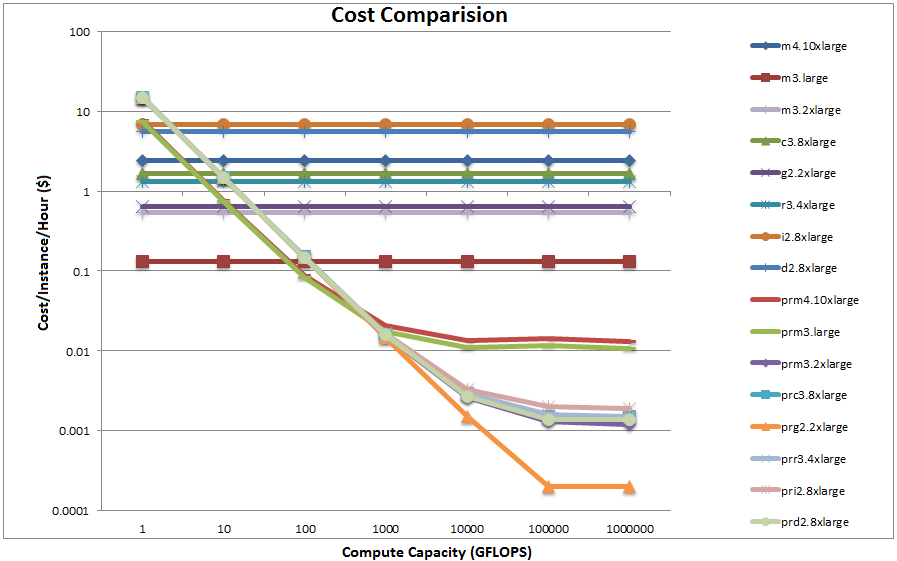 Cost Comparision
Cost/Instance/Hour ($)
100
10
1
0.1
0.01
0.001
0.0001
1 10 100 1000 10000 100000 1000000
Compute Capacity (GFLOPS)
m4.10xlarge
m3.large
m3.2xlarge
c3.8xlarge
g2.2xlarge
r3.4xlarge
i2.8xlarge
d2.8xlarge
prm4.10xlarge
prm3.large
prm3.2xlarge
prc3.8xlarge
prg2.2xlarge
prr3.4xlarge
pri2.8xlarge
prd2.8xlarge